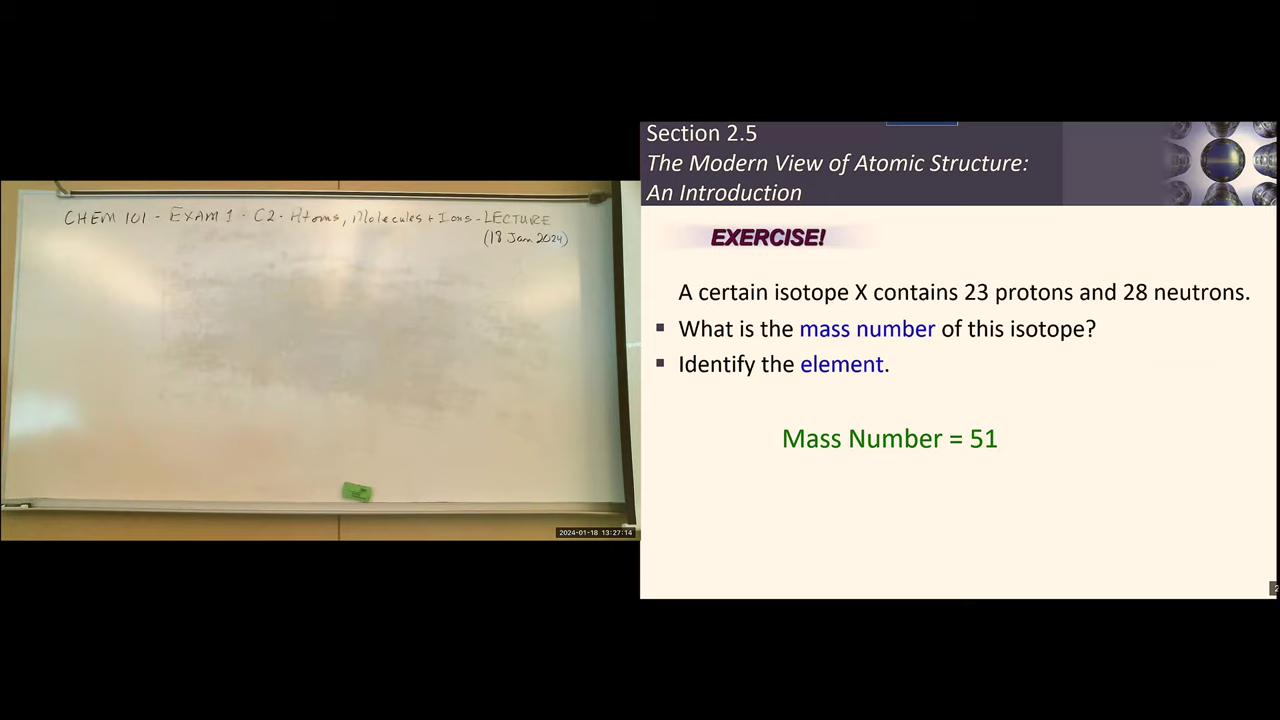 CHEM 101 - EXAM 1 - C2 - Atoms, Molecules + Ions - LECTURE
(18 Jan 2024)
2024-01-18 13:27:14
Section 2.5
The Modern View of Atomic Structure:
An Introduction
EXERCISE!
A certain isotope X contains 23 protons and 28 neutrons.
▪ What is the mass number of this isotope?
▪ Identify the element.
Mass Number = 51